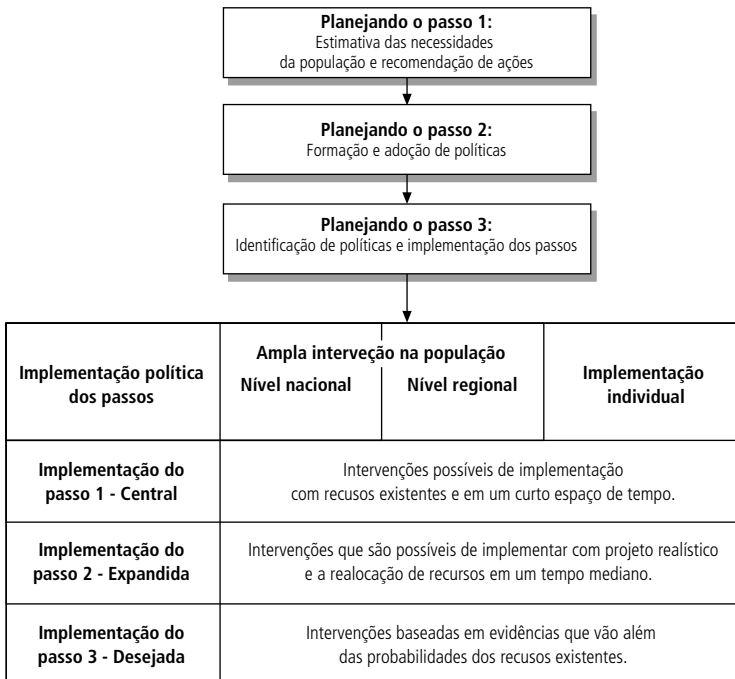 Planejando o passo 1:
Estimativa das necessidades
da população e recomendação de ações
Planejando o passo 2:
Formação e adoção de políticas
Planejando o passo 3:
Identificação de políticas e implementação dos passos
Implementação política
dos passos
Ampla interveção na população
Nível nacional
Nível regional
Implementação
individual
Implementação do
passo 1 - Central
Intervenções possíveis de implementação
com recusos existentes e em um curto espaço de tempo.
Implementação do
passo 2 - Expandida
Intervenções que são possíveis de implementar com projeto realístico
e a realocação de recursos em um tempo mediano.
Implementação do
passo 3 - Desejada
Intervenções baseadas em evidências que vão além
das probabilidades dos recusos existentes.